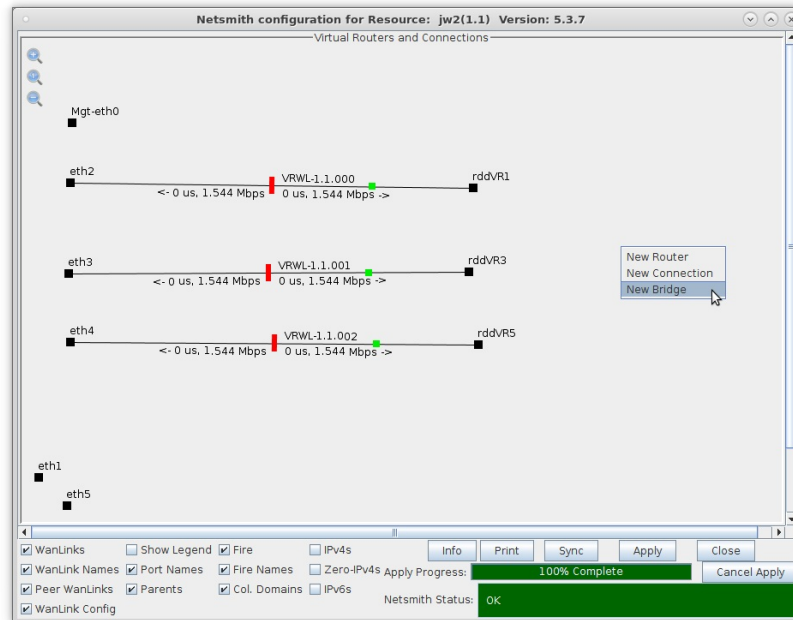 Netsmith configuration for Resource: jw2(1.1) Version: 5.3.7
Virtual Routers and Connections
Mgt-eth0
eth2
VRWL-1.1.000
rddVR1
<- 0 us, 1.544 Mbps
0 us, 1.544 Mbps ->
New Router
New Connection
New Bridge
eth3
VRWL-1.1.001
rddVR3
<- 0 us, 1.544 Mbps
0 us, 1.544 Mbps ->
eth4
VRWL-1.1.002
rddVR5
<- 0 us, 1.544 Mbps
0 us, 1.544 Mbps ->
eth1
eth5
WanLinks
Show Legend
Fire
IPv4s
Info
Print
Sync
Apply
Close
WanLink Names
Port Names
Fire Names
Zero-IPv4s
Apply Progress:
100% Complete
Cancel Apply
Peer WanLinks
Parents
Col. Domains
IPv6s
Netsmith Status:
OK
WanLink Config